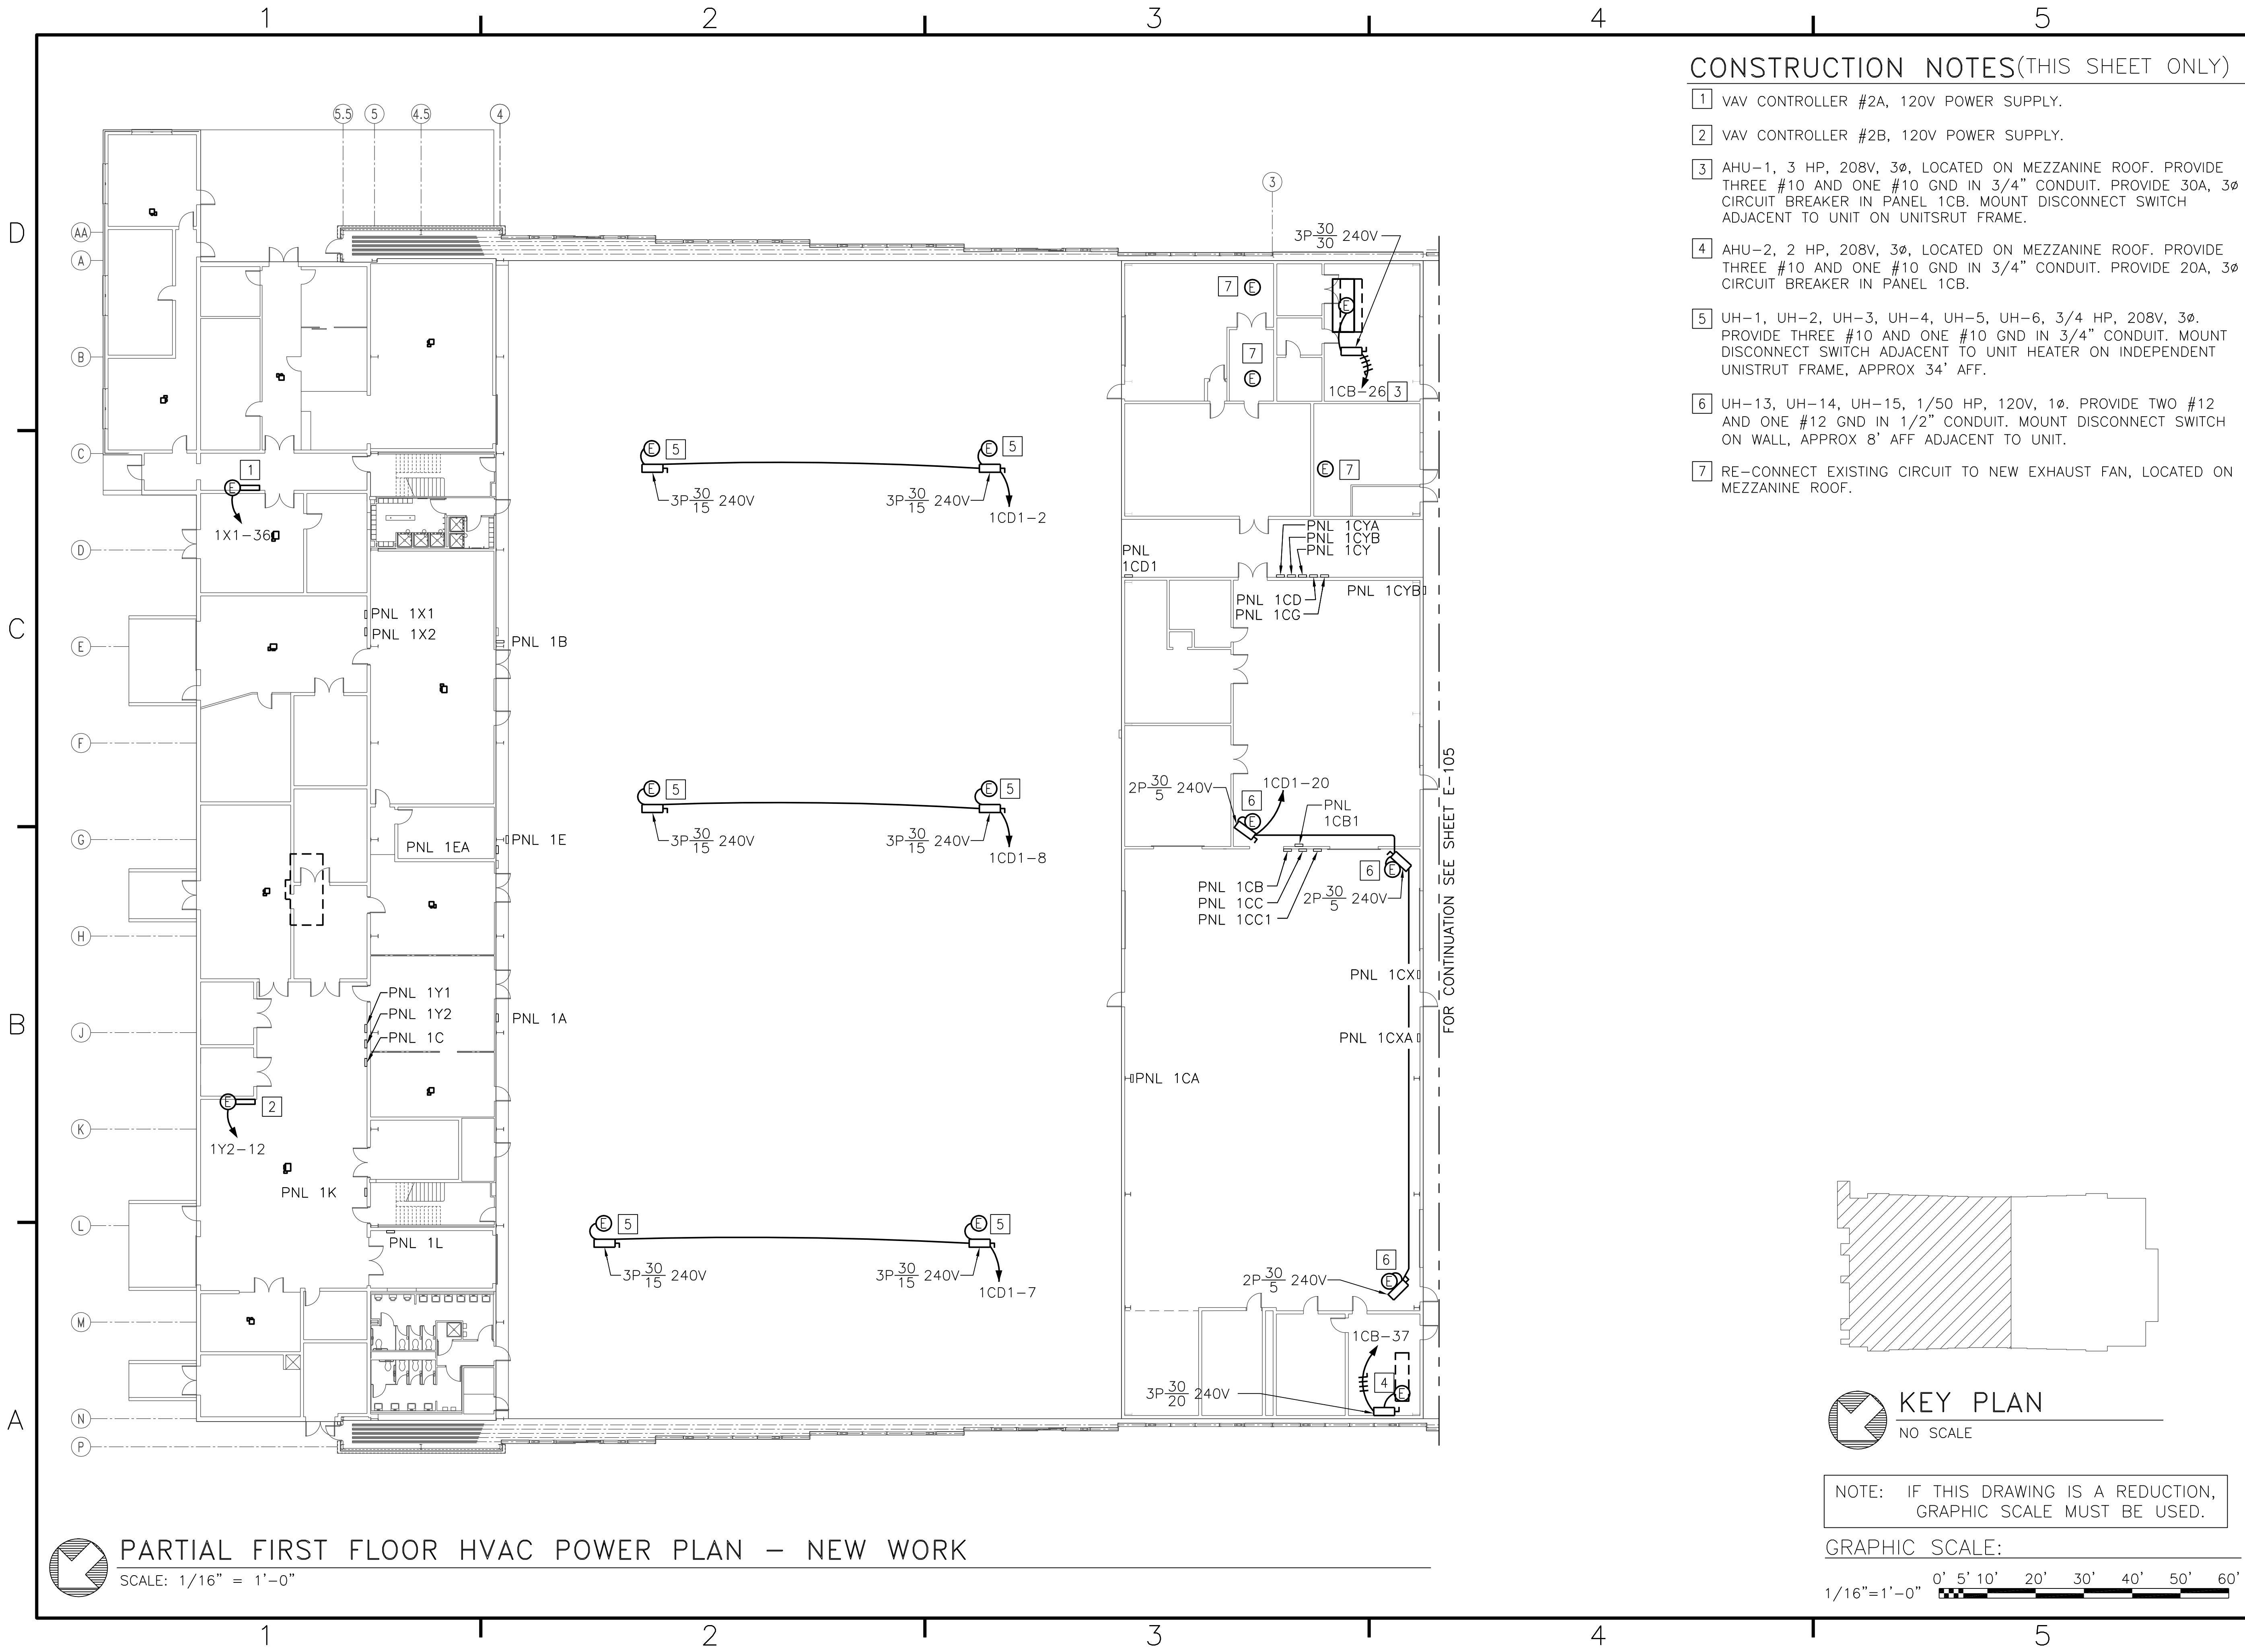 1 2 3 4 5
CONSTRUCTION NOTES(THIS SHEET ONLY)
1 VAV CONTROLLER #2A, 120V POWER SUPPLY.
2 VAV CONTROLLER #2B, 120V POWER SUPPLY.
3 AHU-1, 3 HP, 208V, 3ø, LOCATED ON MEZZANINE ROOF. PROVIDE
THREE #10 AND ONE #10 GND IN 3/4" CONDUIT. PROVIDE 30A, 3ø
CIRCUIT BREAKER IN PANEL 1CB. MOUNT DISCONNECT SWITCH
ADJACENT TO UNIT ON UNITSRUT FRAME.
4 AHU-2, 2 HP, 208V, 3ø, LOCATED ON MEZZANINE ROOF. PROVIDE
THREE #10 AND ONE #10 GND IN 3/4" CONDUIT. PROVIDE 20A, 3ø
CIRCUIT BREAKER IN PANEL 1CB.
5 UH-1, UH-2, UH-3, UH-4, UH-5, UH-6, 3/4 HP, 208V, 3ø.
PROVIDE THREE #10 AND ONE #10 GND IN 3/4" CONDUIT. MOUNT
DISCONNECT SWITCH ADJACENT TO UNIT HEATER ON INDEPENDENT
UNISTRUT FRAME, APPROX 34' AFF.
6 UH-13, UH-14, UH-15, 1/50 HP, 120V, 1ø. PROVIDE TWO #12
AND ONE #12 GND IN 1/2" CONDUIT. MOUNT DISCONNECT SWITCH
ON WALL, APPROX 8' AFF ADJACENT TO UNIT.
7 RE-CONNECT EXISTING CIRCUIT TO NEW EXHAUST FAN, LOCATED ON
MEZZANINE ROOF.
5.5 5 4.5 4
3
D
AA
A
3P 30/30 240V
7 E
E
B
7
E
1CB-26 3
C
1
E
E 5
E 5
E 7
3P 30/15 240V
3P 30/15 240V
1CD1-2
1X1-36
D
PNL 1CYA
PNL 1CYB
PNL 1CY
PNL
1CD1
PNL 1CD
PNL 1CG
PNL 1CYB
C
PNL 1X1
PNL 1X2
E
PNL 1B
F
E 5
E 5
2P 30/5 240V
1CD1-20
6
E
PNL
1CB1
G
PNL 1EA
PNL 1E
3P 30/15 240V
3P 30/15 240V
1CD1-8
6 E
PNL 1CB
PNL 1CC
PNL 1CC1
2P 30/5 240V
FOR CONTINUATION SEE SHEET E-105
H
PNL 1CX
B
PNL 1Y1
PNL 1Y2
PNL 1C
PNL 1A
J
PNL 1CXA
PNL 1CA
E 2
K
1Y2-12
PNL 1K
L
E 5
E 5
PNL 1L
3P 30/15 240V
3P 30/15 240V
1CD1-7
6
E
2P 30/5 240V
M
1CB-37
4
E
3P 30/20 240V
A
N
P
KEY PLAN
NO SCALE
NOTE: IF THIS DRAWING IS A REDUCTION,
GRAPHIC SCALE MUST BE USED.
PARTIAL FIRST FLOOR HVAC POWER PLAN - NEW WORK
SCALE: 1/16" = 1'-0"
GRAPHIC SCALE:
1/16"=1'-0" 0' 5' 10' 20' 30' 40' 50' 60'
1 2 3 4 5